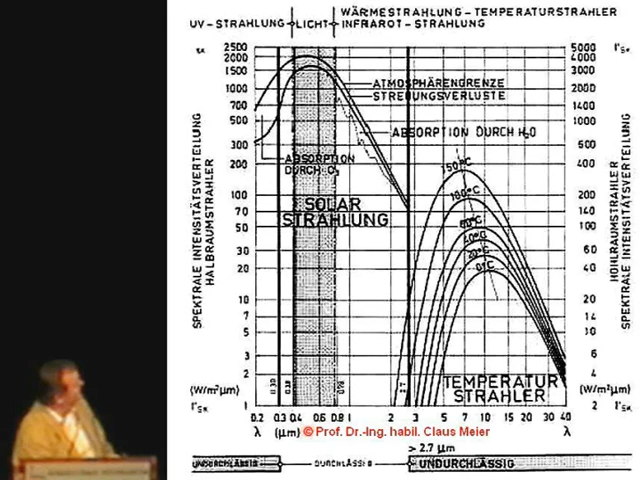 WÄRMESTRAHLUNG - TEMPERATURSTRAHLER
UV - STRAHLUNG LICHT INFRAROT - STRAHLUNG
2500
2000
1500
1000
700
500
300
200
100
70
50
30
20
10
7
5
3
2
1
5000
4000
3000
2000
1400
1000
600
400
200
140
100
60
40
20
14
10
6
4
2
SPEKTRALE INTENSITÄTSVERTEILUNG
HALBRAUMSTRAHLER
HOHLRAUMSTRAHLER
SPEKTRALE INTENSITÄTSVERTEILUNG
ATMOSPHÄRENGRENZE
STREUUNGSVERLUSTE
ABSORPTION DURCH H2O
ABSORPTION
DURCH O3
SOLAR
STRAHLUNG
150°C
100°C
60°C
40°C
20°C
0°C
TEMPERATUR
STRAHLER
(W/m²µm)
(W/m²µm)
0.2 0.3 0.4 0.6 0.8 1 2 3 5 7 10 15 20 30 40
λ (µm) © Prof. Dr.-Ing. habil. Claus Meier λ
> 2.7 µm
UNDURCHLÄSSIG DURCHLÄSSIG UNDURCHLÄSSIG